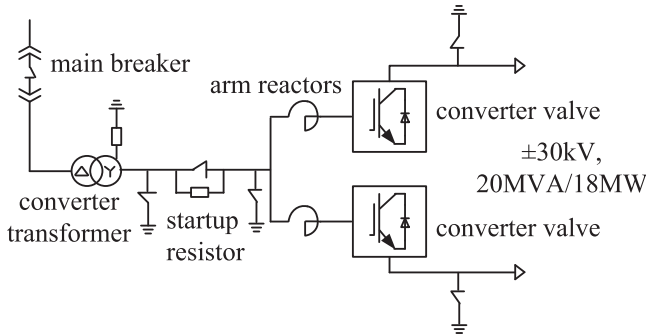 main breaker
arm reactors
converter valve
±30kV,
20MVA/18MW
converter
transformer
startup
resistor
converter valve